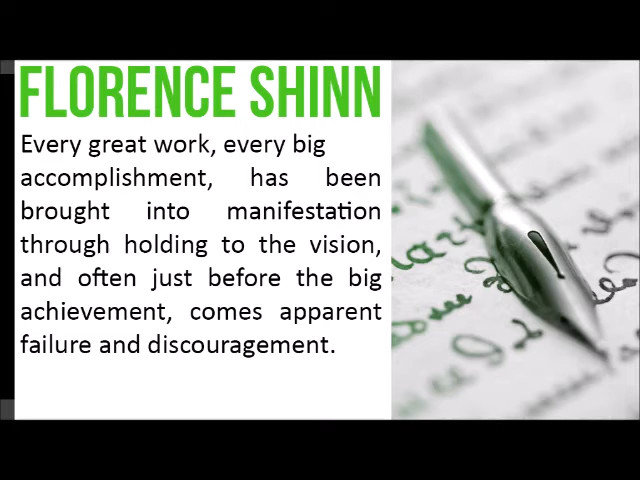 FLORENCE SHINN
Every great work, every big
accomplishment, has been
brought into manifestation
through holding to the vision,
and often just before the big
achievement, comes apparent
failure and discouragement.